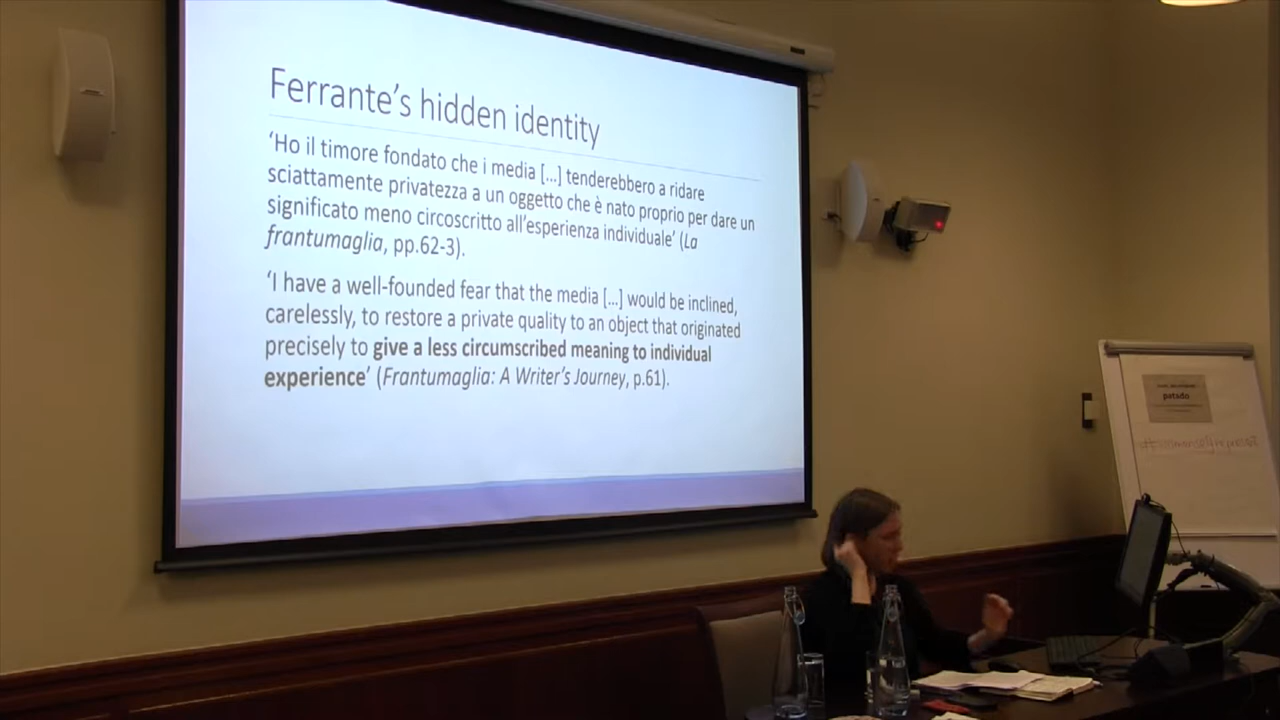 Ferrante's hidden identity
'Ho il timore fondato che i media [...] tenderebbero a ridare
sciattamente privatezza a un oggetto che è nato proprio per dare un
significato meno circoscritto all'esperienza individuale' (La
frantumaglia, pp.62-3).
'I have a well-founded fear that the media [...] would be inclined,
carelessly, to restore a private quality to an object that originated
precisely to give a less circumscribed meaning to individual
experience' (Frantumaglia: A Writer's Journey, p.61).
patado